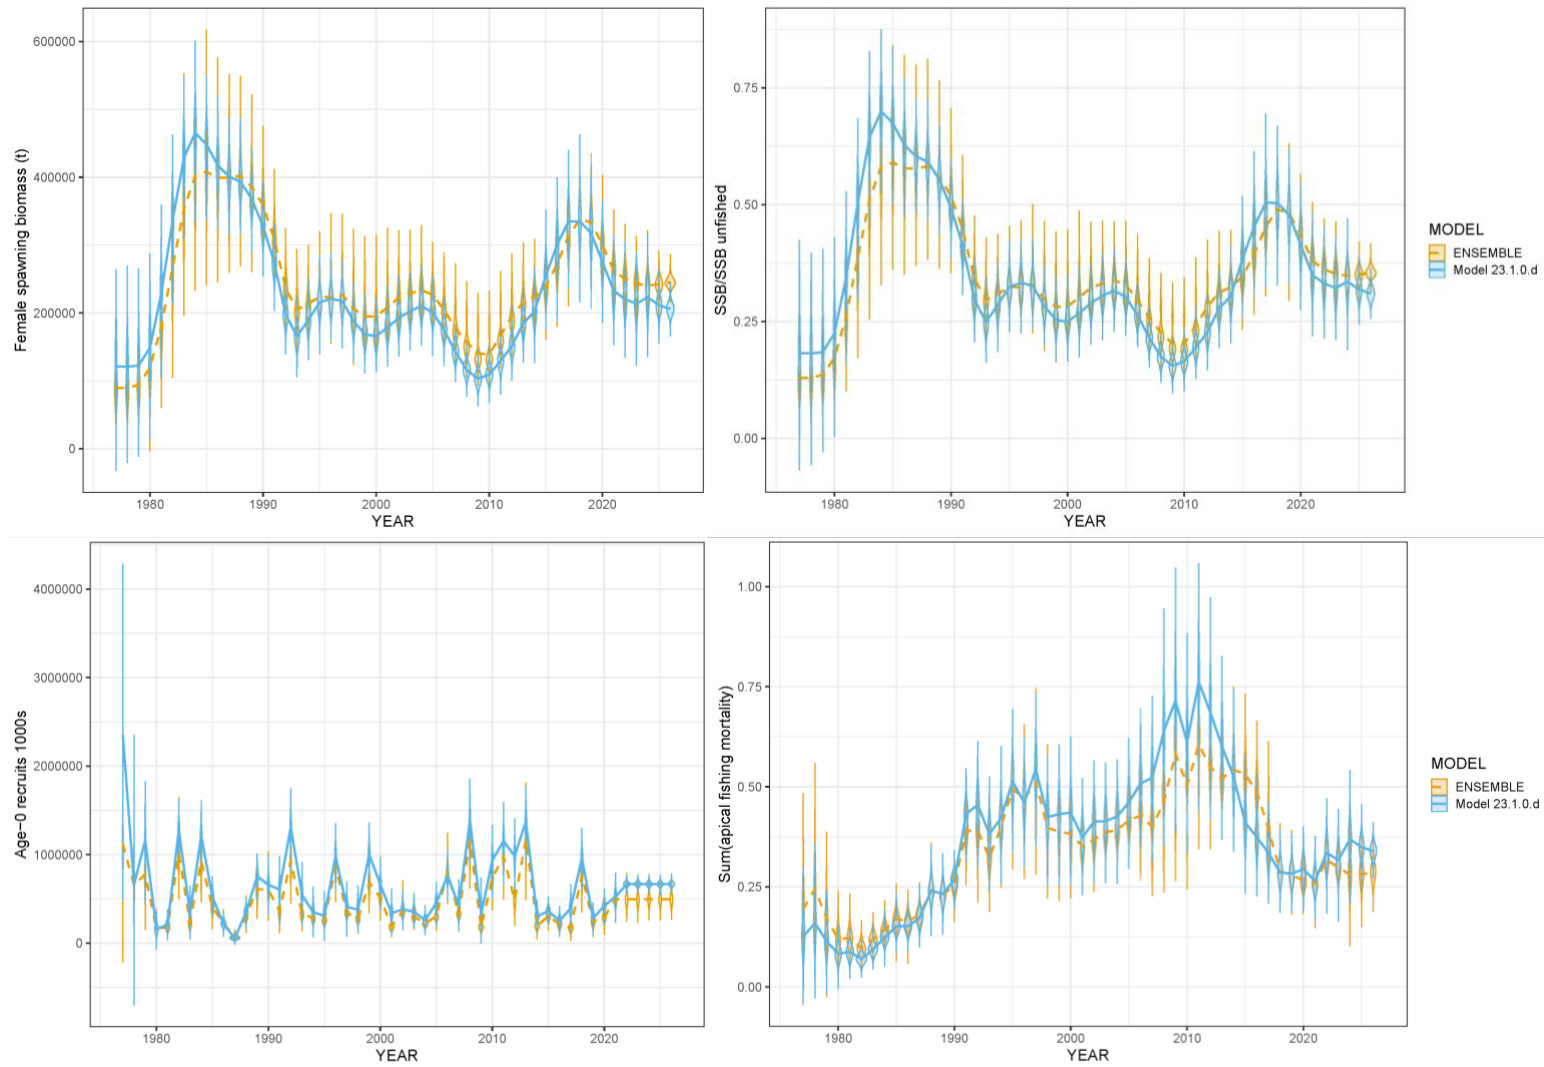 Female spawning biomass (t)
600000
400000
200000
0
1980
1990
2000
2010
2020
YEAR
SSB/SSB unfished
0.75
0.50
0.25
0.00
1980
1990
2000
2010
2020
YEAR
MODEL
ENSEMBLE
Model 23.1.0.d
Age−0 recruits 1000s
4000000
3000000
2000000
1000000
0
1980
1990
2000
2010
2020
YEAR
Sum(apical fishing mortality)
1.00
0.75
0.50
0.25
0.00
1980
1990
2000
2010
2020
YEAR
MODEL
ENSEMBLE
Model 23.1.0.d